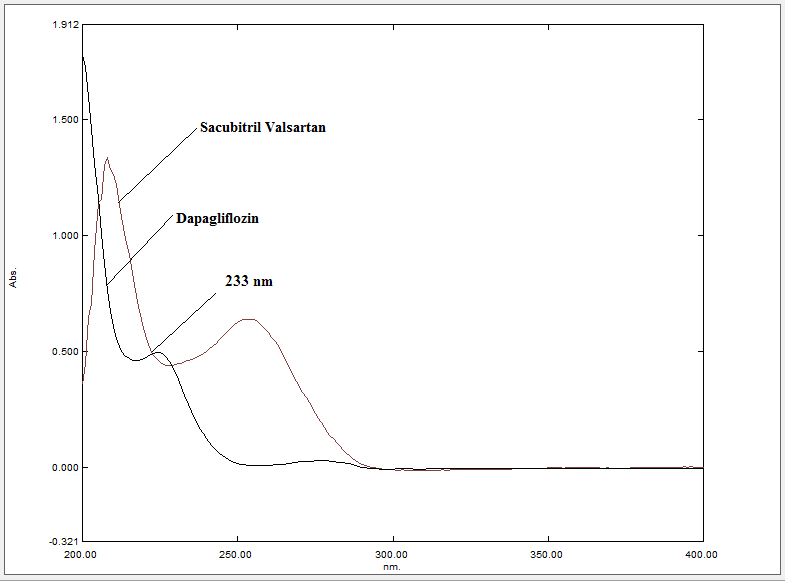 1.912
1.500
1.000
0.500
0.000
-0.321
Abs.
Sacubitril Valsartan
Dapagliflozin
233 nm
200.00 250.00 300.00 350.00 400.00
nm.